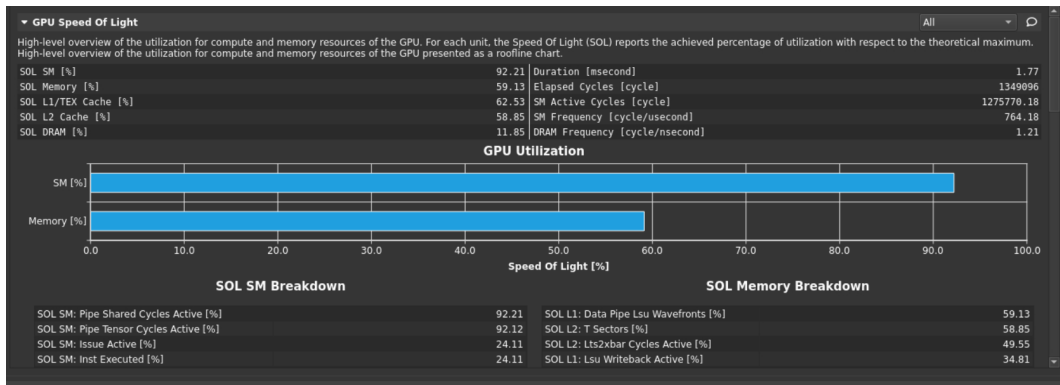 GPU Speed Of Light All
High-level overview of the utilization for compute and memory resources of the GPU. For each unit, the Speed Of Light (SOL) reports the achieved percentage of utilization with respect to the theoretical maximum.
High-level overview of the utilization for compute and memory resources of the GPU presented as a roofline chart.
SOL SM [%] 92.21 Duration [msecond] 1.77
SOL Memory [%] 59.13 Elapsed Cycles [cycle] 1349096
SOL L1/TEX Cache [%] 62.53 SM Active Cycles [cycle] 1275770.18
SOL L2 Cache [%] 58.85 SM Frequency [cycle/usecond] 764.18
SOL DRAM [%] 11.85 DRAM Frequency [cycle/nsecond] 1.21
GPU Utilization
SM [%]
Memory [%]
0.0 10.0 20.0 30.0 40.0 50.0 60.0 70.0 80.0 90.0 100.0
Speed Of Light [%]
SOL SM Breakdown SOL Memory Breakdown
SOL SM: Pipe Shared Cycles Active [%] 92.21 SOL L1: Data Pipe Lsu Wavefronts [%] 59.13
SOL SM: Pipe Tensor Cycles Active [%] 92.12 SOL L2: T Sectors [%] 58.85
SOL SM: Issue Active [%] 24.11 SOL L2: Lts2xbar Cycles Active [%] 49.55
SOL SM: Inst Executed [%] 24.11 SOL L1: Lsu Writeback Active [%] 34.81